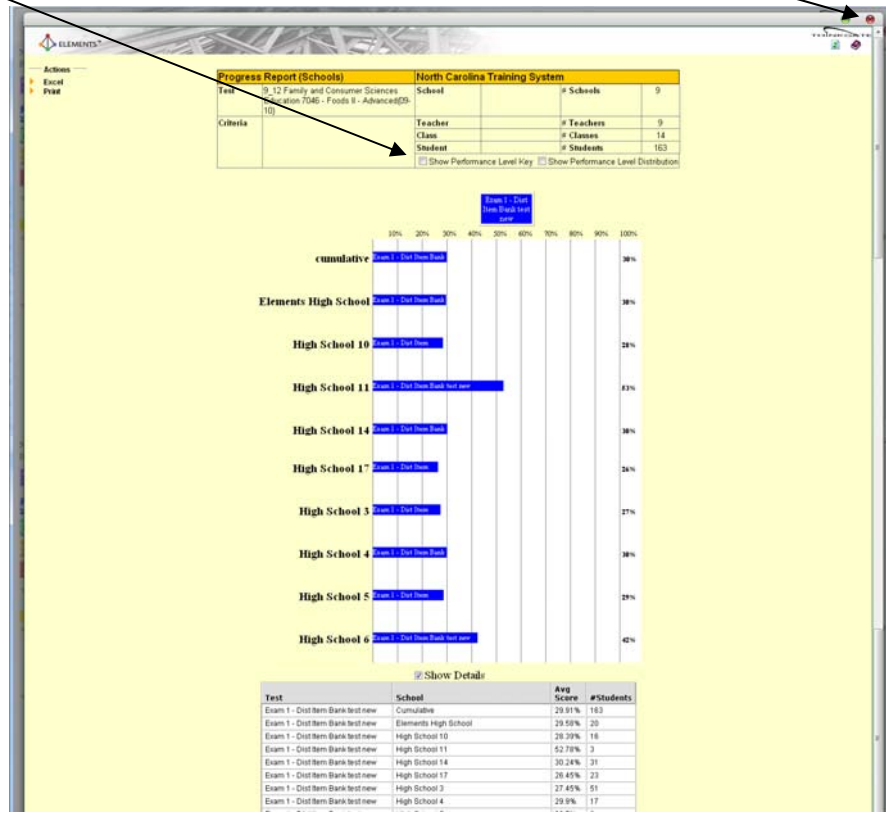 ELEMENTS™
Actions
Excel
Print
Progress Report (Schools) North Carolina Training System
Test 9_12 Family and Consumer Sciences Education 7046 - Foods II - Advanced(09-10) School # Schools 9
Criteria Teacher # Teachers 9
Class # Classes 14
Student # Students 163
Show Performance Level Key Show Performance Level Distribution
Exam 1 - Dist
Item Bank test
new
10% 20% 30% 40% 50% 60% 70% 80% 90% 100%
cumulative Exam 1 - Dist Item Bank 30%
Elements High School Exam 1 - Dist Item Bank 30%
High School 10 Exam 1 - Dist Item 28%
High School 11 Exam 1 - Dist Item Bank test new 53%
High School 14 Exam 1 - Dist Item Bank 30%
High School 17 Exam 1 - Dist Item 26%
High School 3 Exam 1 - Dist Item 27%
High School 4 Exam 1 - Dist Item Bank 30%
High School 5 Exam 1 - Dist Item 29%
High School 6 Exam 1 - Dist Item Bank test new 42%
Show Details
Test School Avg Score #Students
Exam 1 - Dist Item Bank test new Cumulative 29.91% 163
Exam 1 - Dist Item Bank test new Elements High School 29.58% 20
Exam 1 - Dist Item Bank test new High School 10 28.39% 16
Exam 1 - Dist Item Bank test new High School 11 52.78% 3
Exam 1 - Dist Item Bank test new High School 14 30.24% 31
Exam 1 - Dist Item Bank test new High School 17 26.45% 23
Exam 1 - Dist Item Bank test new High School 3 27.45% 51
Exam 1 - Dist Item Bank test new High School 4 29.9% 17